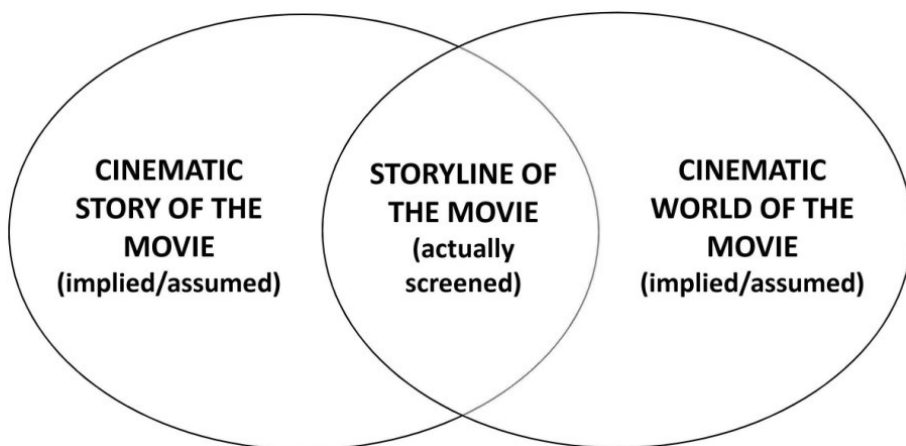 CINEMATIC
STORY OF THE
MOVIE
(implied/assumed)
STORYLINE OF
THE MOVIE
(actually
screened)
CINEMATIC
WORLD OF THE
MOVIE
(implied/assumed)